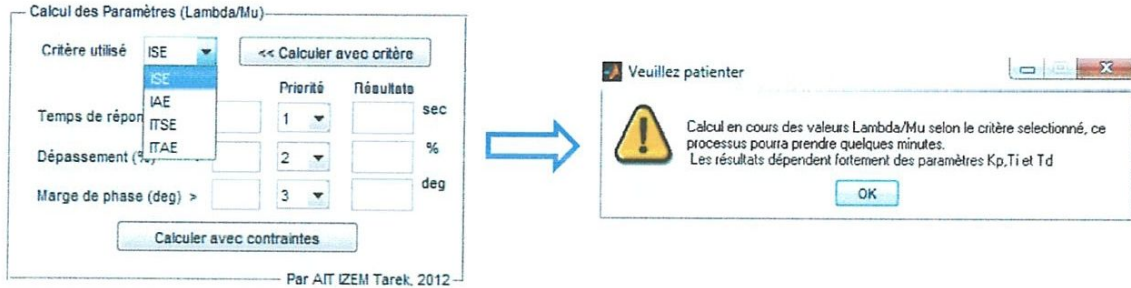 Calcul des Paramètres (Lambda/Mu)
Critère utilisé ISE << Calculer avec critère
ISE
IAE
ITSE
ITAE
Priorité Résultats
Temps de répon 1 sec
Dépassement (%) 2 %
Marge de phase (deg) > 3 deg
Calculer avec contraintes
Par AIT IZEM Tarek, 2012
Veuillez patienter
Calcul en cours des valeurs Lambda/Mu selon le critère selectionné, ce
processus pourra prendre quelques minutes.
Les résultats dépendent fortement des paramètres Kp,Ti et Td
OK